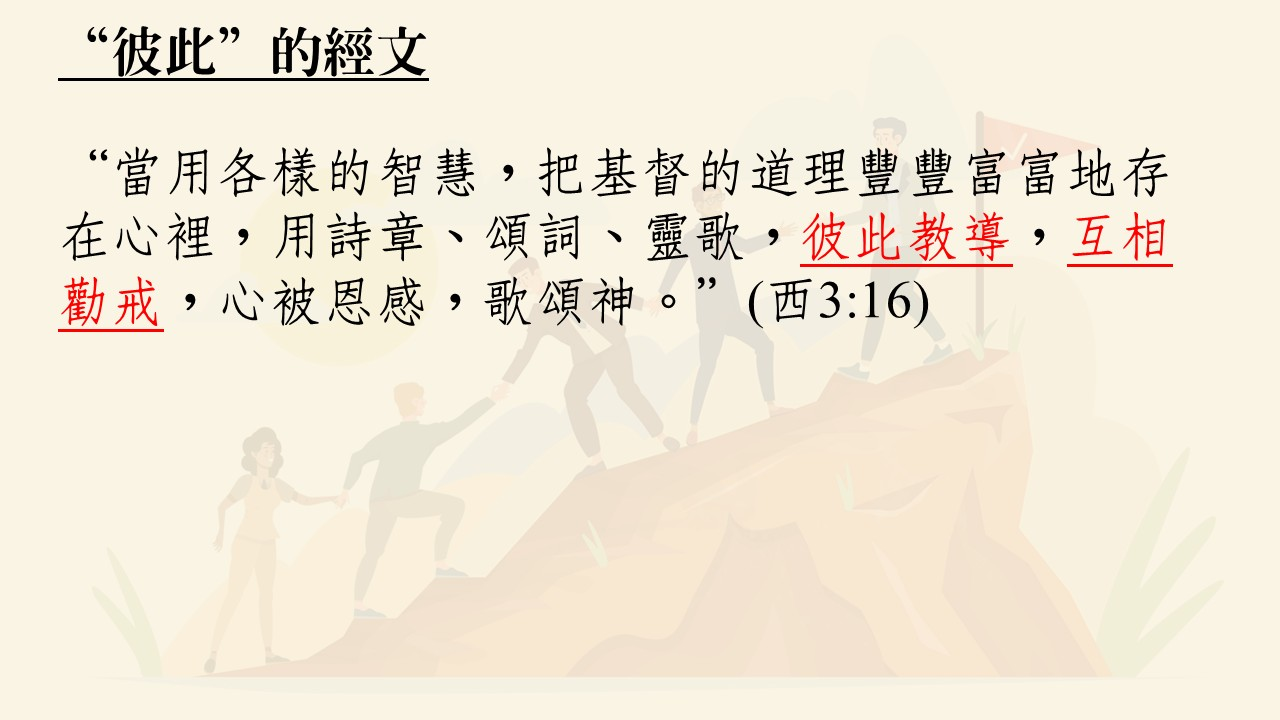 “彼此”的經文
“當用各樣的智慧，把基督的道理豐豐富富地存
在心裡，用詩章、頌詞、靈歌，彼此教導，互相
勸戒，心被恩感，歌頌神。”(西3:16)